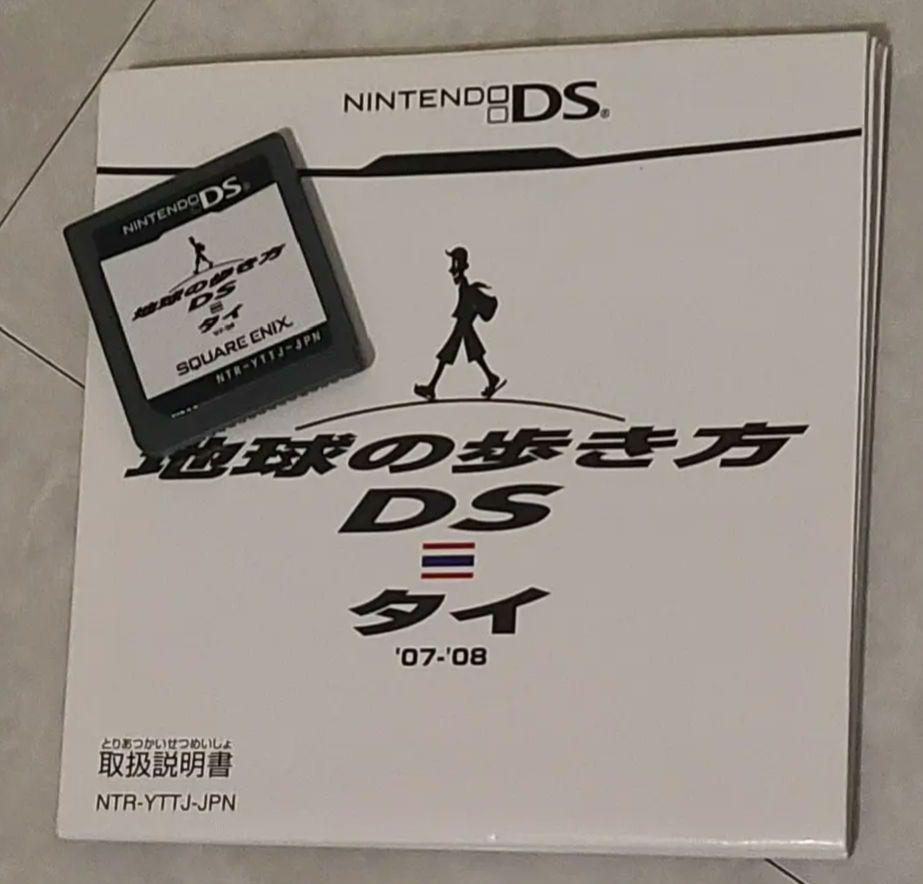 NINTENDO DS®
地球の歩き方
DS
タイ
'07-'08
とりあつかいせつめいしょ
取扱説明書
NTR-YTTJ-JPN
NINTENDO DS®
地球の歩き方
DS
タイ
'07-'08
SQUARE ENIX
NTR-YTTJ-JPN